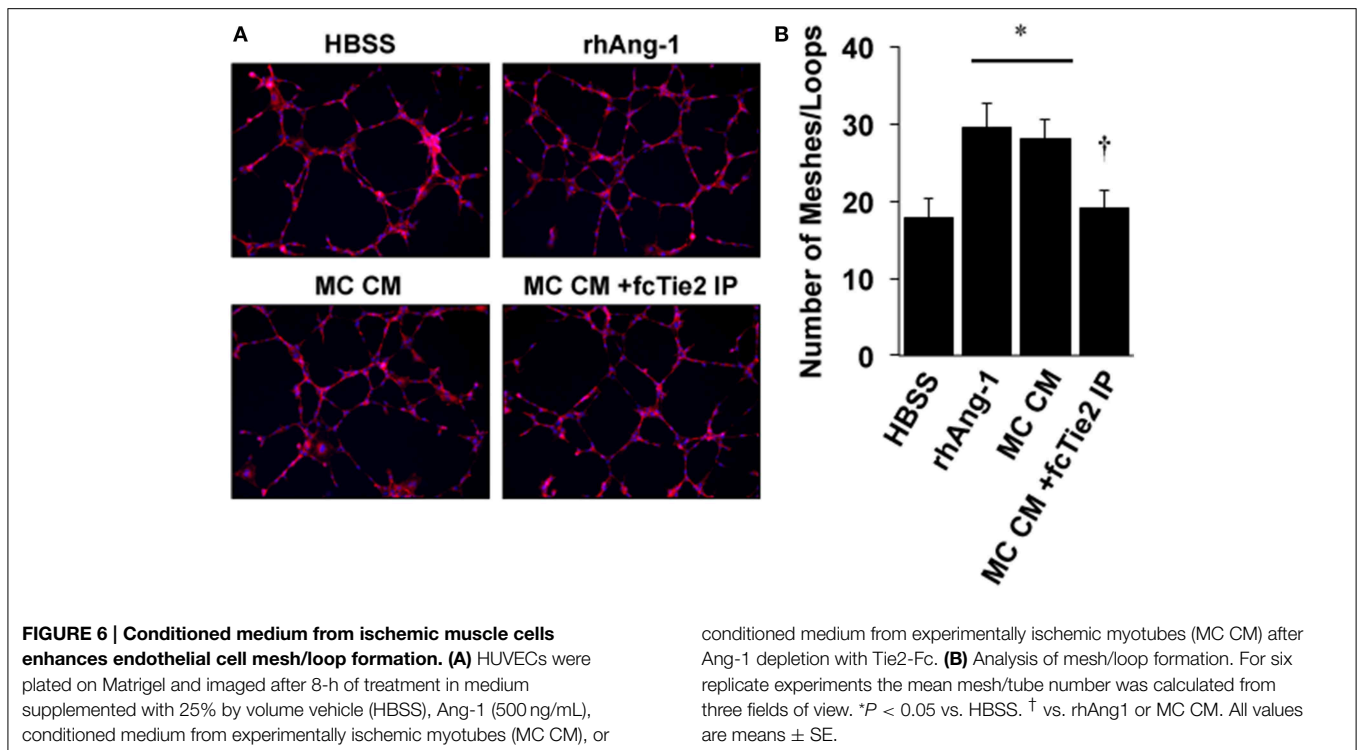 A
HBSS
rhAng-1
MC CM
MC CM +fcTie2 IP
B
Number of Meshes/Loops
40
30
20
10
0
*
†
HBSS
rhAng-1
MC CM
MC CM +fcTie2 IP
FIGURE 6 | Conditioned medium from ischemic muscle cells
enhances endothelial cell mesh/loop formation. (A) HUVECs were
plated on Matrigel and imaged after 8-h of treatment in medium
supplemented with 25% by volume vehicle (HBSS), Ang-1 (500 ng/mL),
conditioned medium from experimentally ischemic myotubes (MC CM), or
conditioned medium from experimentally ischemic myotubes (MC CM) after
Ang-1 depletion with Tie2-Fc. (B) Analysis of mesh/loop formation. For six
replicate experiments the mean mesh/tube number was calculated from
three fields of view. *P < 0.05 vs. HBSS. † vs. rhAng1 or MC CM. All values
are means ± SE.